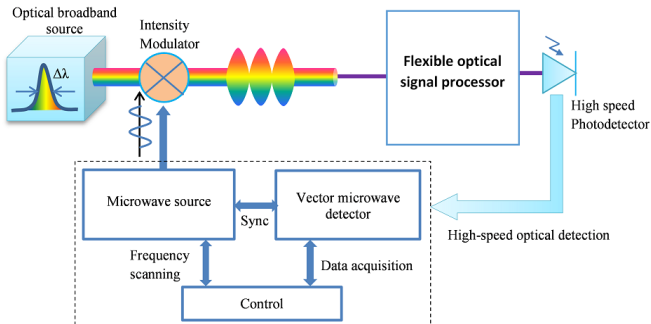 Optical broadband
source
Δλ
Intensity
Modulator
Flexible optical
signal processor
High speed
Photodetector
Microwave source
Sync
Vector microwave
detector
High-speed optical detection
Frequency
scanning
Data acquisition
Control